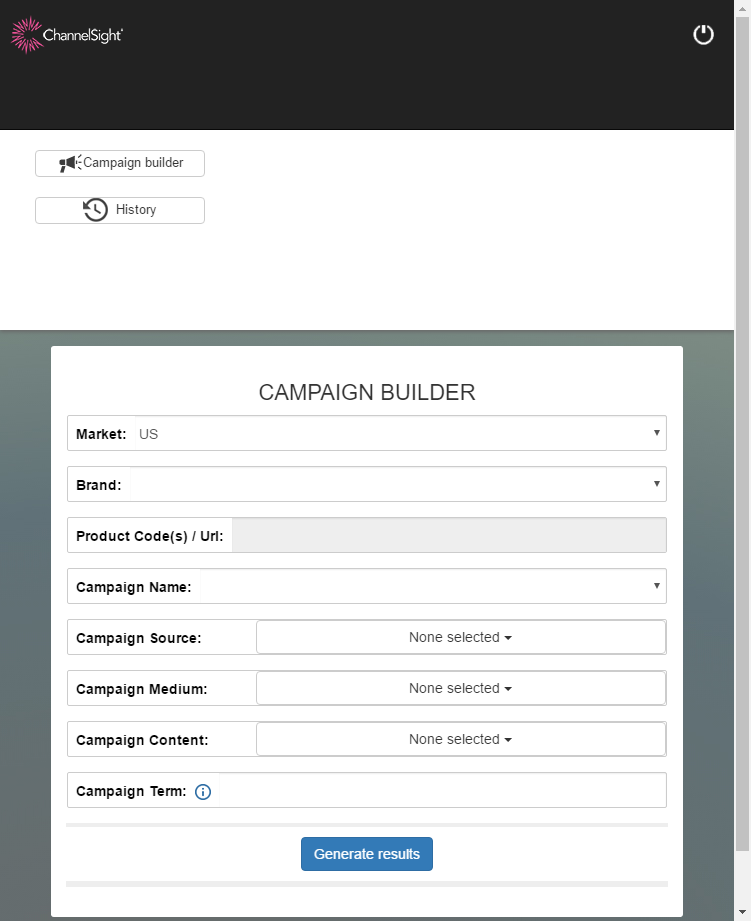 ChannelSight
Campaign builder
History
CAMPAIGN BUILDER
Market: US
Brand:
Product Code(s) / Url:
Campaign Name:
Campaign Source: None selected
Campaign Medium: None selected
Campaign Content: None selected
Campaign Term:
Generate results